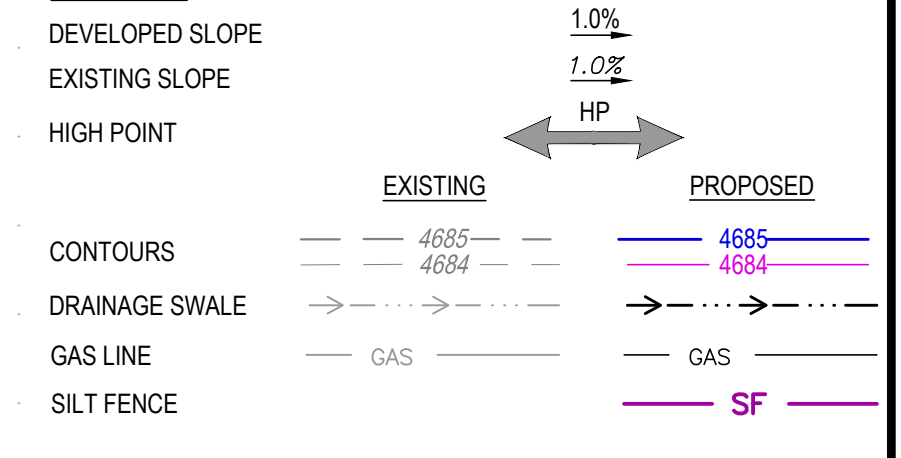 DEVELOPED SLOPE 1.0%
EXISTING SLOPE 1.0%
HIGH POINT HP
EXISTING PROPOSED
CONTOURS 4685 4685
4684 4684
DRAINAGE SWALE
GAS LINE GAS GAS
SILT FENCE SF